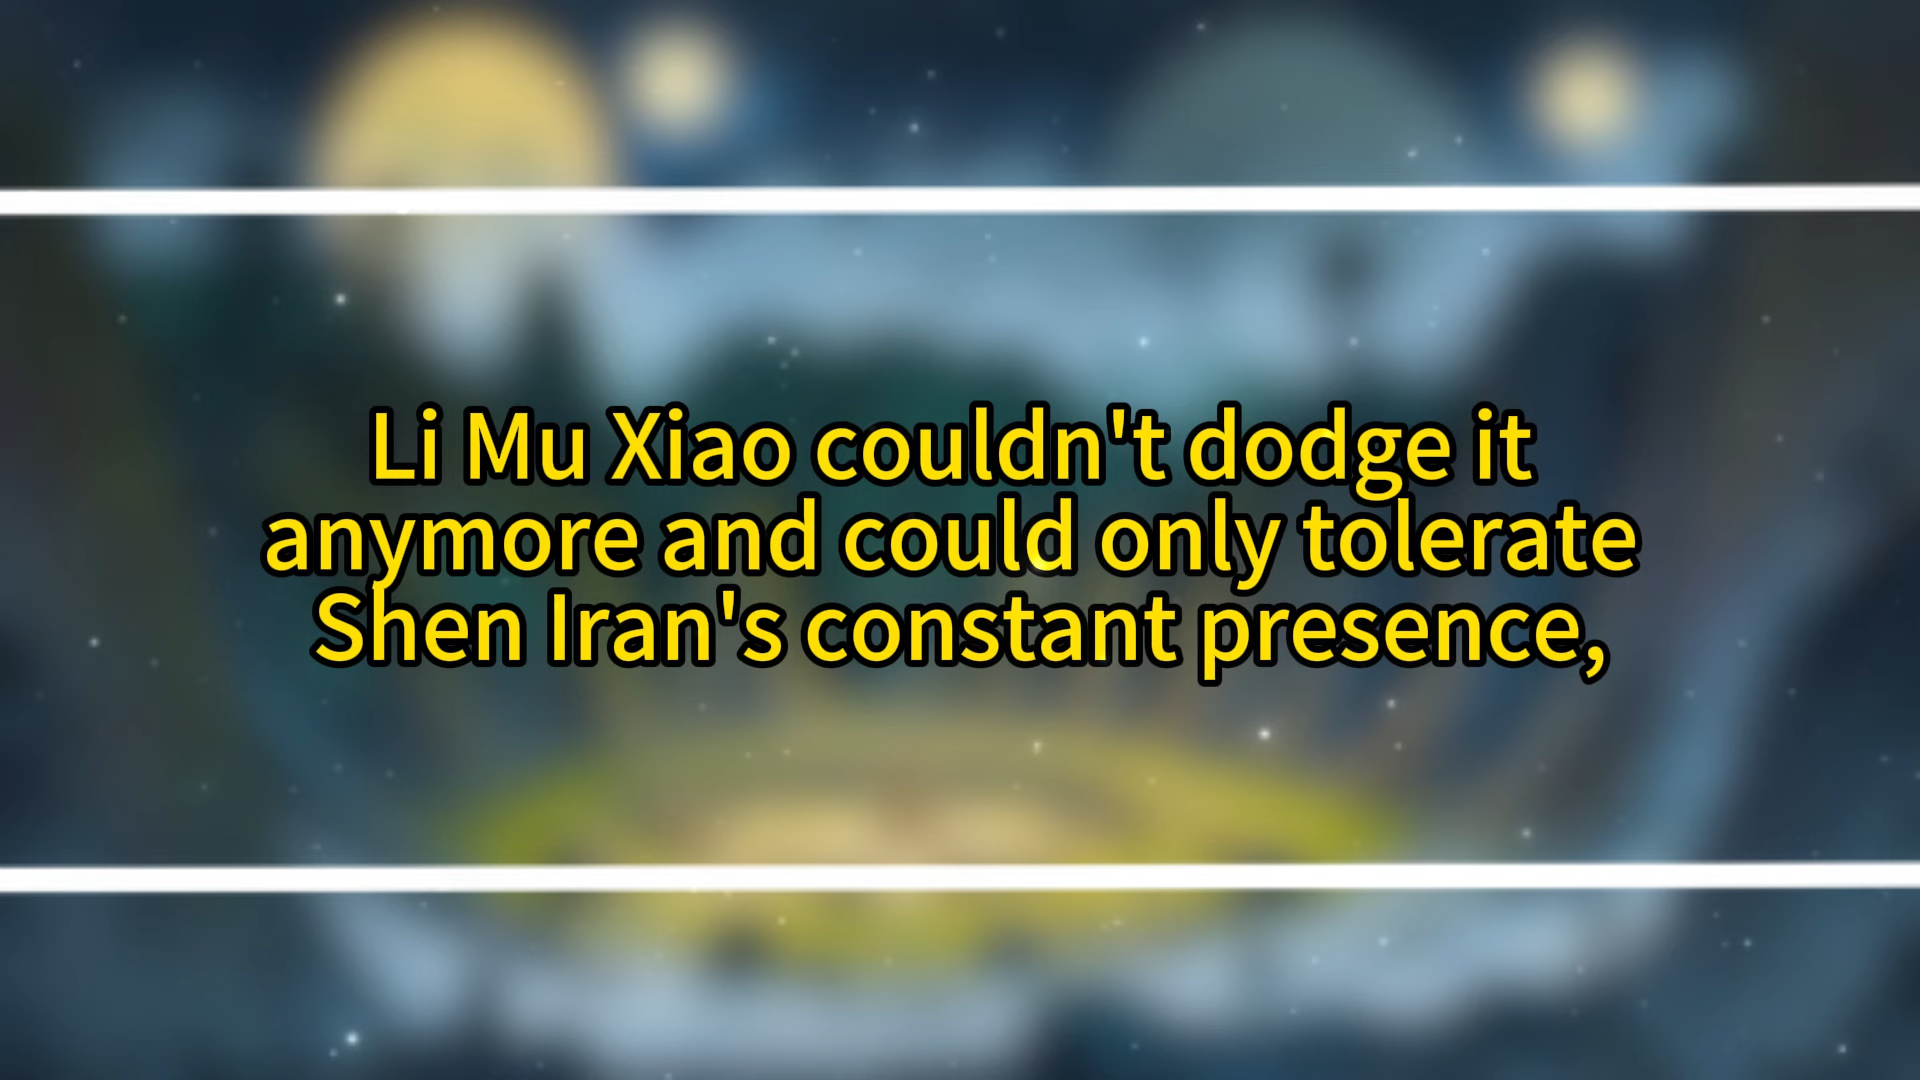 Li Mu Xiao couldn't dodge it
anymore and could only tolerate
Shen Iran's constant presence,